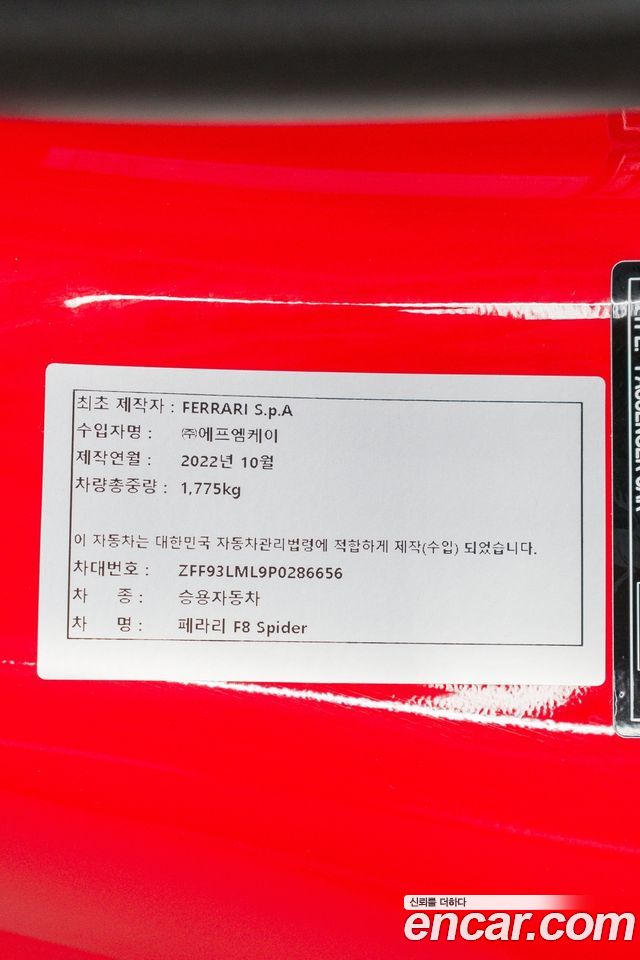 최초 제작자 : FERRARI S.p.A
수입자명 : ㈜에프엠케이
제작연월 : 2022년 10월
차량총중량 : 1,775kg
이 자동차는 대한민국 자동차관리법령에 적합하게 제작(수입) 되었습니다.
차대번호 : ZFF93LML9P0286656
차 종 : 승용자동차
차 명 : 페라리 F8 Spider
PASSENGER CAR
신뢰를 더하다
encar.com